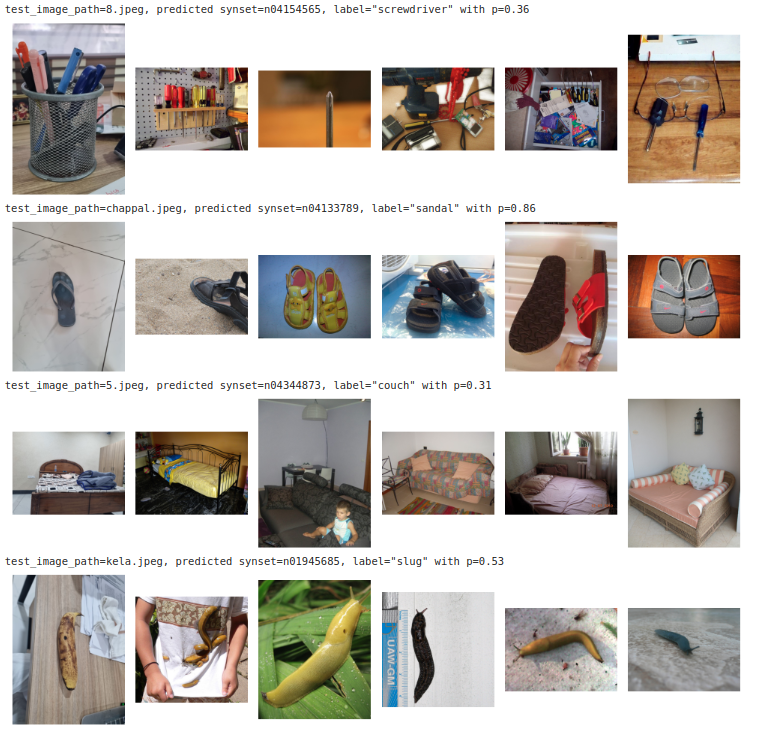 test_image_path=8.jpeg, predicted synset=n04154565, label="screwdriver" with p=0.36
test_image_path=chappal.jpeg, predicted synset=n04133789, label="sandal" with p=0.86
test_image_path=5.jpeg, predicted synset=n04344873, label="couch" with p=0.31
test_image_path=kela.jpeg, predicted synset=n01945685, label="slug" with p=0.53
UAW-GM